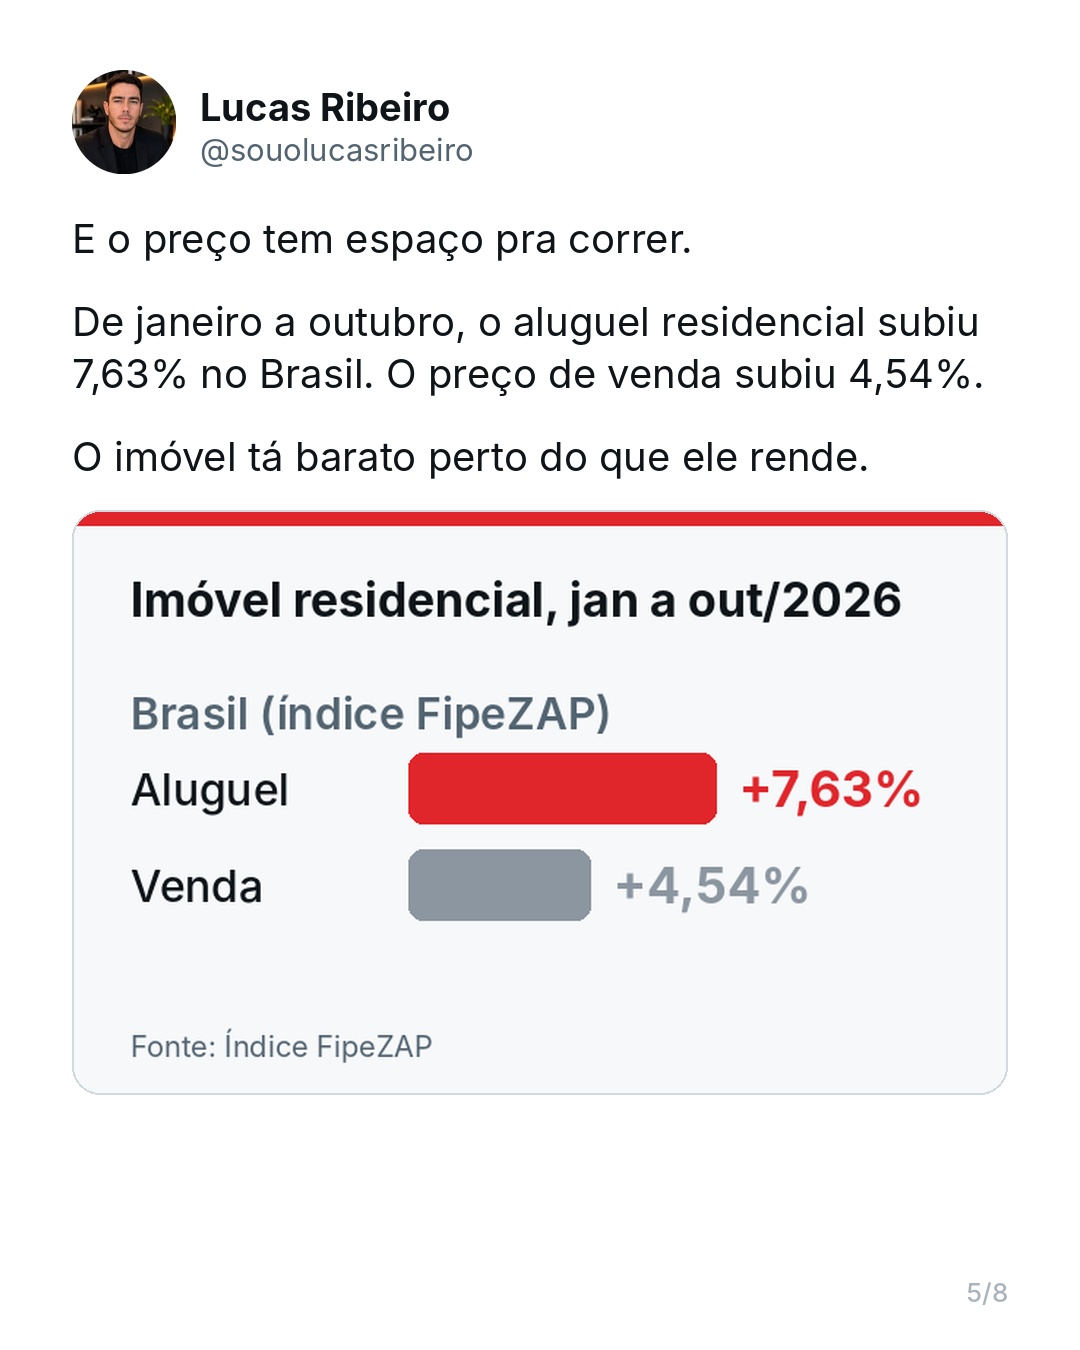 Lucas Ribeiro
@souolucasribeiro
E o preço tem espaço pra correr.
De janeiro a outubro, o aluguel residencial subiu
7,63% no Brasil. O preço de venda subiu 4,54%.
O imóvel tá barato perto do que ele rende.
Imóvel residencial, jan a out/2026
Brasil (índice FipeZAP)
Aluguel +7,63%
Venda +4,54%
Fonte: Índice FipeZAP
5/8